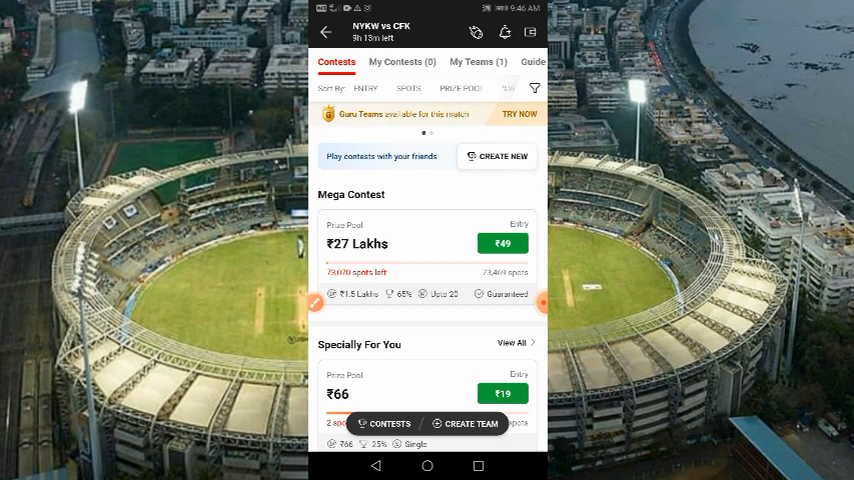 9:46 AM
NYKW vs CFK
9h 13m left
Contests My Contests (0) My Teams (1) Guide
Sort By: ENTRY SPOTS PRIZE POOL
Guru Teams available for this match TRY NOW
Play contests with your friends CREATE NEW
Mega Contest
Prize Pool Entry
₹27 Lakhs ₹49
73,070 spots left 73,469 spots
₹1.5 Lakhs 65% Upto 20 Guaranteed
Specially For You View All
Prize Pool Entry
₹66 ₹19
2 spo spots
CONTESTS / CREATE TEAM
₹66 25% Single